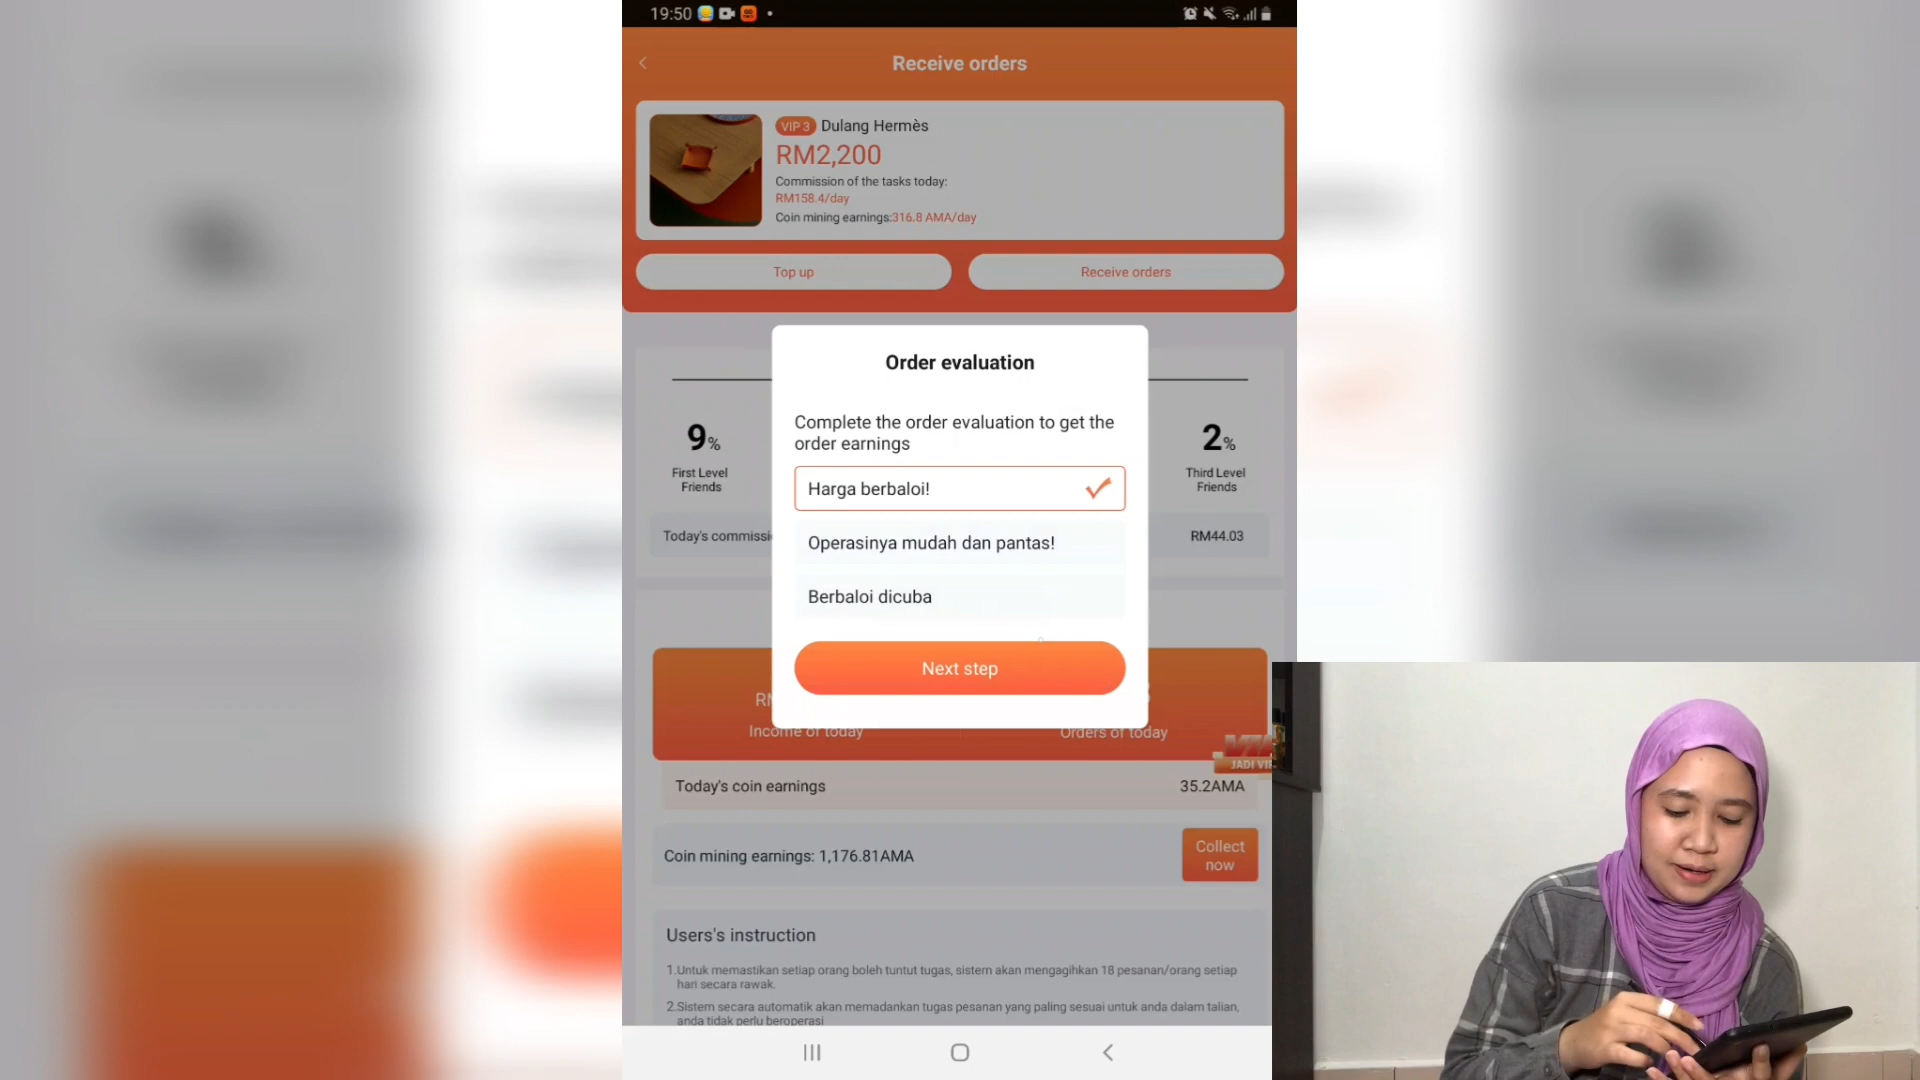 19:50
Receive orders
VIP 3 Dulang Hermès
RM2,200
Commission of the tasks today:
RM158.4/day
Coin mining earnings:316.8 AMA/day
Top up
Receive orders
Order evaluation
Complete the order evaluation to get the
order earnings
Harga berbaloi!
Operasinya mudah dan pantas!
Berbaloi dicuba
Next step
9%
First Level
Friends
2%
Third Level
Friends
Today's commissi
RM44.03
Income of today
Orders of today
JADI VIP
Today's coin earnings
35.2AMA
Coin mining earnings: 1,176.81AMA
Collect
now
Users's instruction
1.Untuk memastikan setiap orang boleh tuntut tugas, sistem akan mengagihkan 18 pesanan/orang setiap
hari secara rawak.
2.Sistem secara automatik akan memadankan tugas pesanan yang paling sesuai untuk anda dalam talian,
anda tidak perlu beroperasi